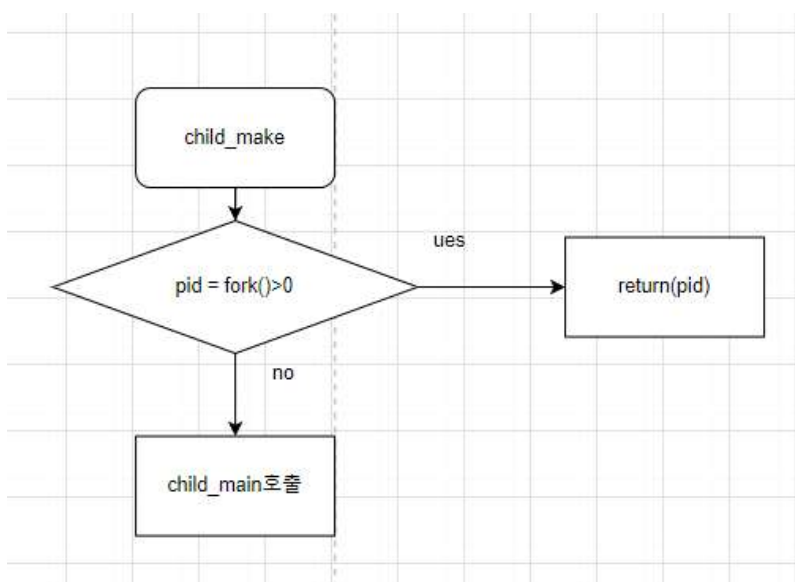 child_make
ues
pid = fork()>0
return(pid)
no
child_main호출